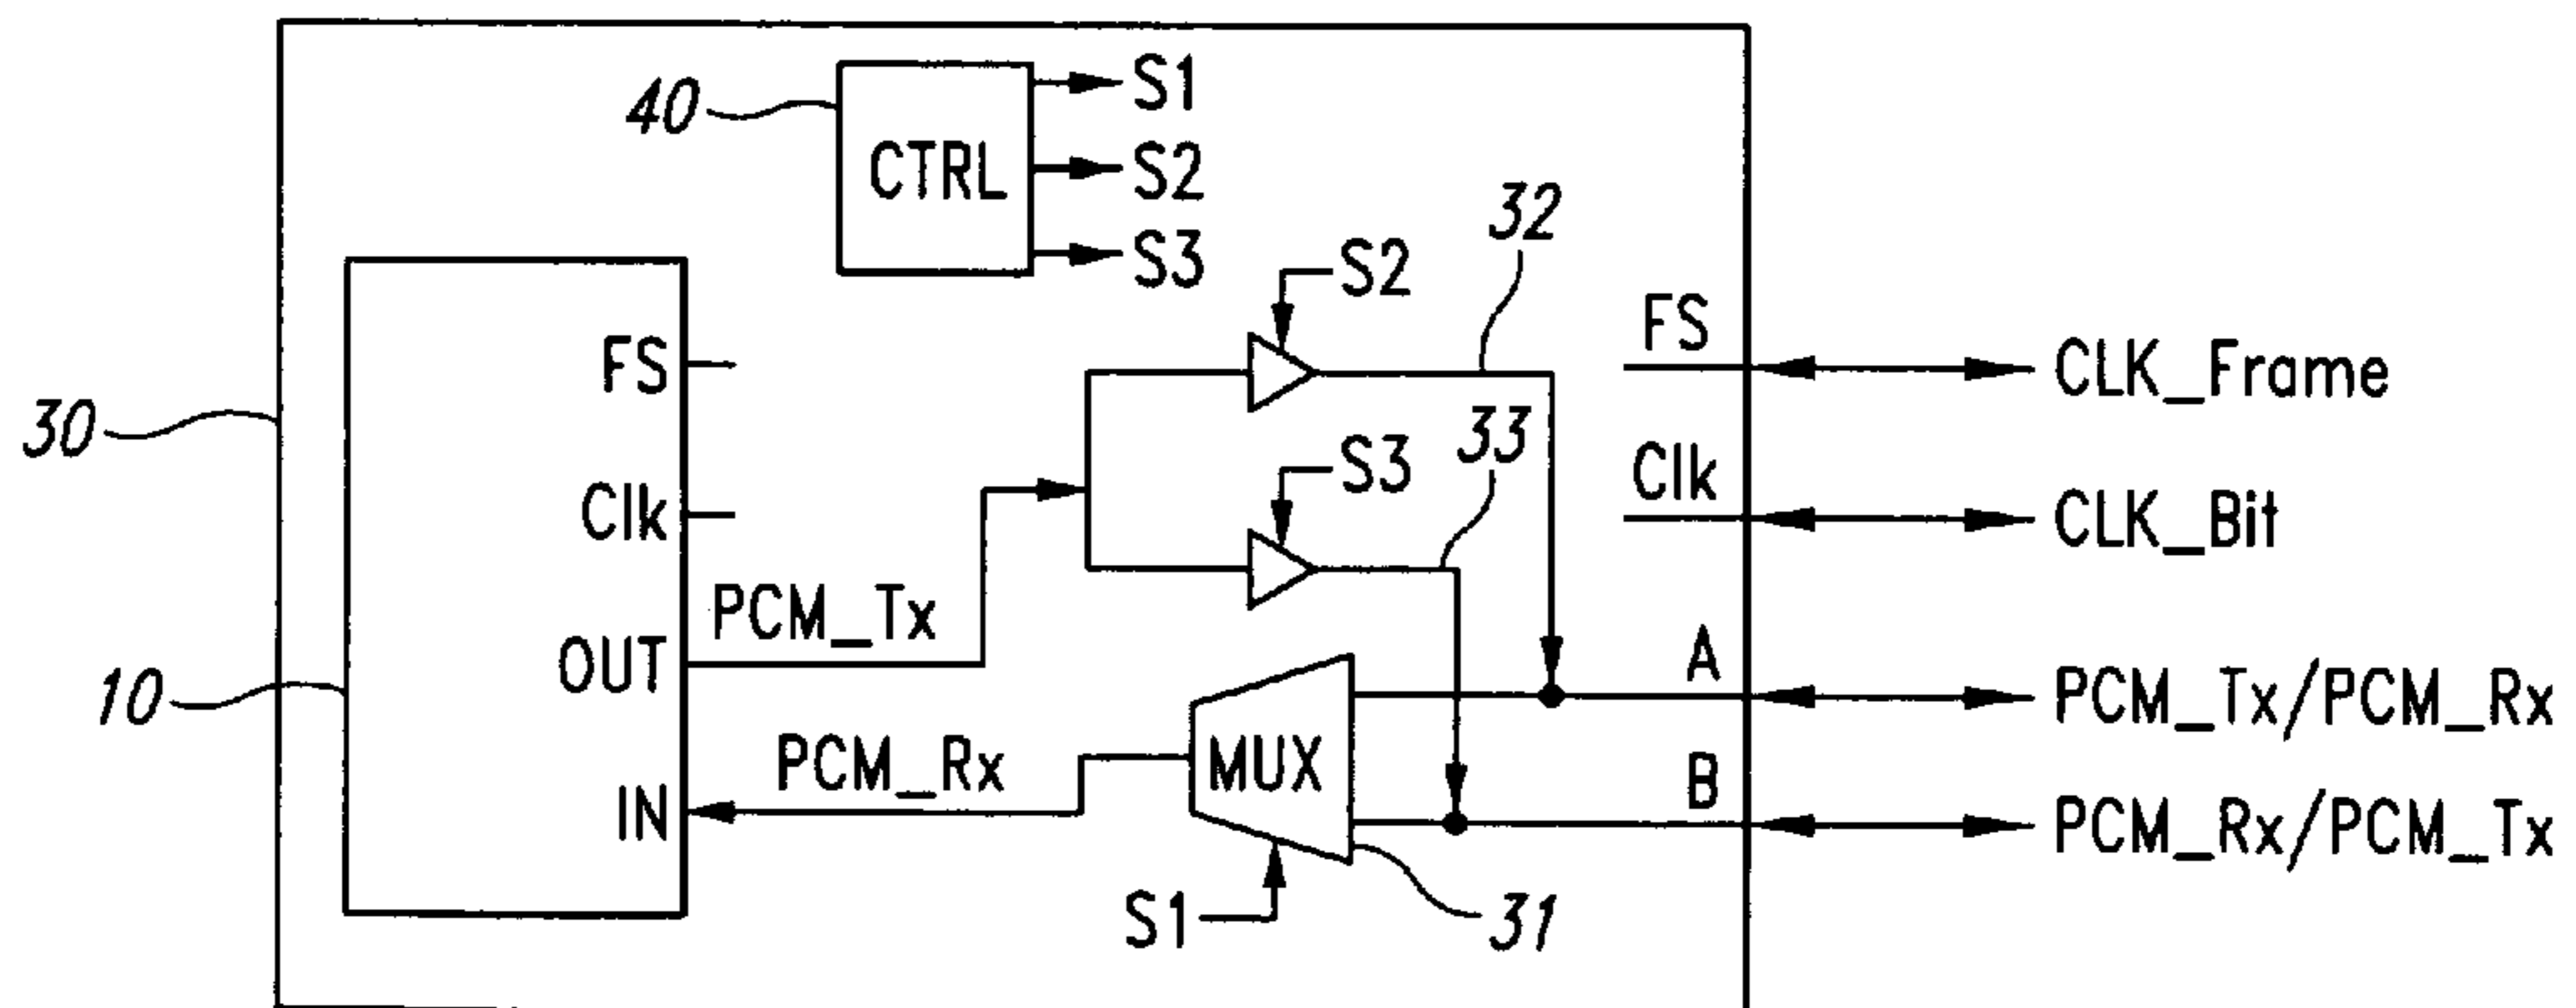 40
CTRL
S1
S2
S3
S2
32
S3
33
30
FS
Clk
OUT
IN
10
PCM_Tx
PCM_Rx
MUX
S1
31
FS
CLK_Frame
Clk
CLK_Bit
A
PCM_Tx/PCM_Rx
B
PCM_Rx/PCM_Tx